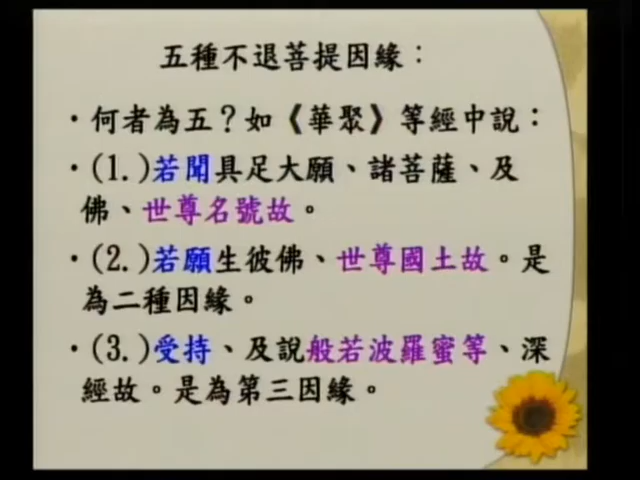 五種不退菩提因緣：
・何者為五？如《華聚》等經中說：
・(1.)若聞具足大願、諸菩薩、及
佛、世尊名號故。
・(2.)若願生彼佛、世尊國土故。是
為二種因緣。
・(3.)受持、及說般若波羅蜜等、深
經故。是為第三因緣。